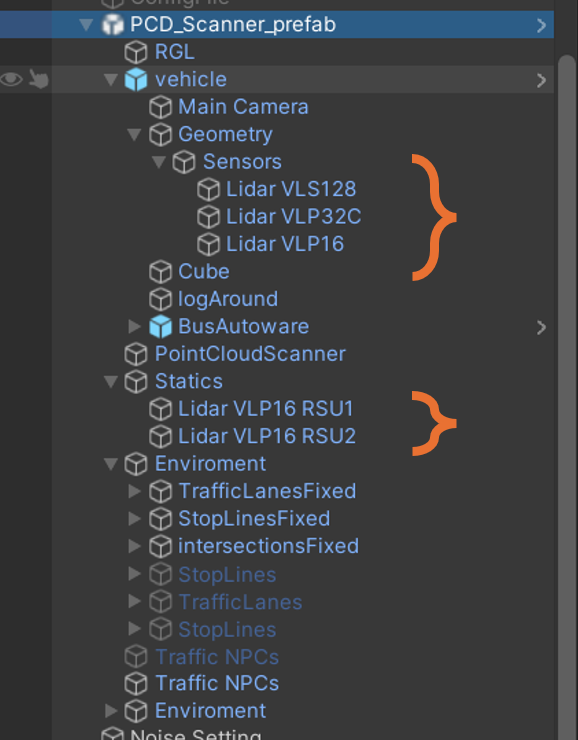 ConfigFile
PCD_Scanner_prefab
RGL
vehicle
Main Camera
Geometry
Sensors
Lidar VLS128
Lidar VLP32C
Lidar VLP16
Cube
logAround
BusAutoware
PointCloudScanner
Statics
Lidar VLP16 RSU1
Lidar VLP16 RSU2
Enviroment
TrafficLanesFixed
StopLinesFixed
intersectionsFixed
StopLines
TrafficLanes
StopLines
Traffic NPCs
Traffic NPCs
Enviroment
Noise Setting